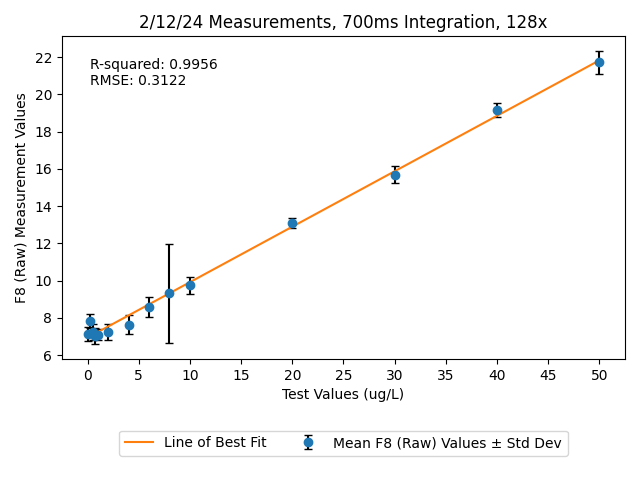 2/12/24 Measurements, 700ms Integration, 128x
R-squared: 0.9956
RMSE: 0.3122
F8 (Raw) Measurement Values
22
20
18
16
14
12
10
8
6
0 5 10 15 20 25 30 35 40 45 50
Test Values (ug/L)
Line of Best Fit Mean F8 (Raw) Values ± Std Dev